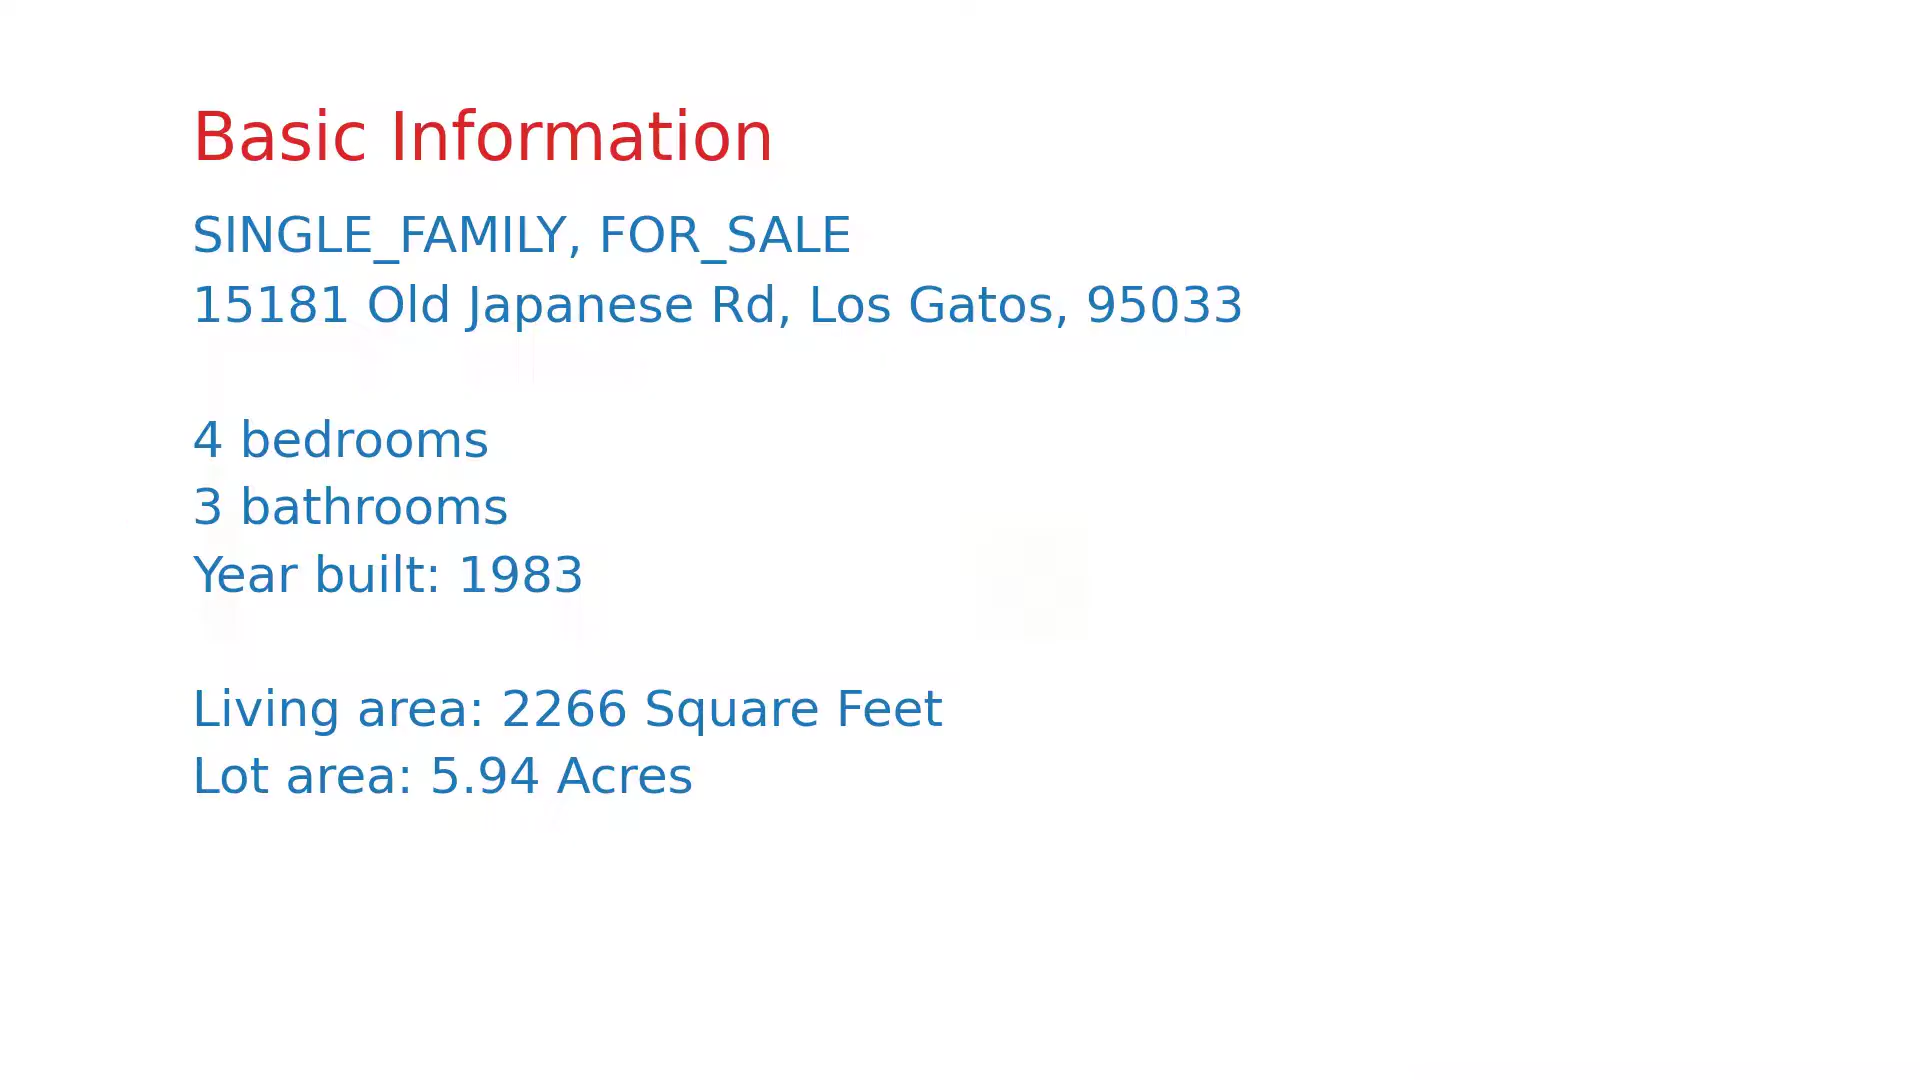 Basic Information
SINGLE_FAMILY, FOR_SALE
15181 Old Japanese Rd, Los Gatos, 95033
4 bedrooms
3 bathrooms
Year built: 1983
Living area: 2266 Square Feet
Lot area: 5.94 Acres